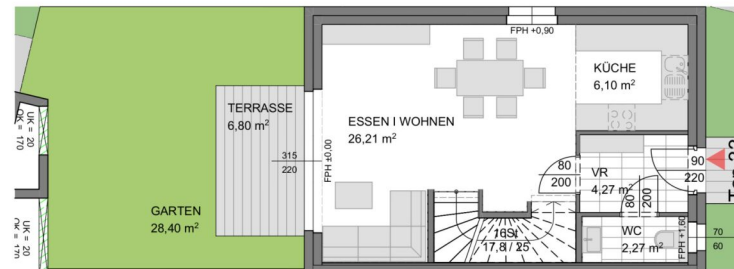 UK = 20
OK = 170
UK = 20
OK = 170
GARTEN
28,40 m²
TERRASSE
6,80 m²
315
220
FPH ±0,00
ESSEN I WOHNEN
26,21 m²
FPH +0,90
KÜCHE
6,10 m²
80
200
VR
4,27 m²
80
200
90
220
WC
2,27 m²
FPH +1,60
70
60
17,8 / 25